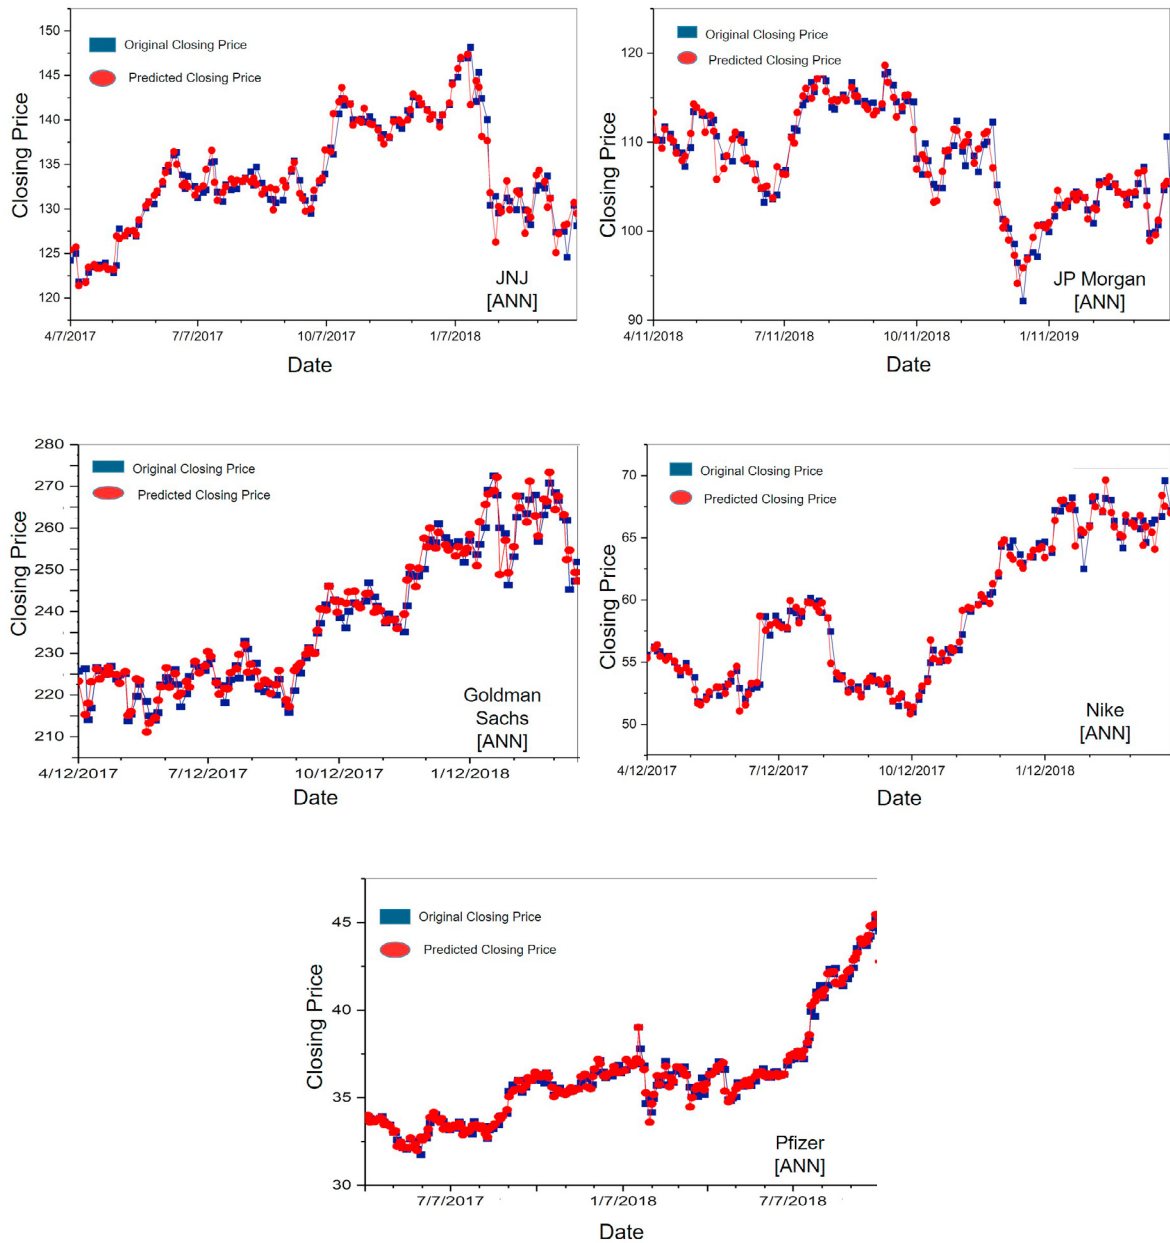 150
145
140
135
130
125
120
Closing Price
Original Closing Price
Predicted Closing Price
JNJ
[ANN]
4/7/2017 7/7/2017 10/7/2017 1/7/2018
Date
120
110
100
90
Closing Price
Original Closing Price
Predicted Closing Price
JP Morgan
[ANN]
4/11/2018 7/11/2018 10/11/2018 1/11/2019
Date
280
270
260
250
240
230
220
210
Closing Price
Original Closing Price
Predicted Closing Price
Goldman
Sachs
[ANN]
4/12/2017 7/12/2017 10/12/2017 1/12/2018
Date
70
65
60
55
50
Closing Price
Original Closing Price
Predicted Closing Price
Nike
[ANN]
4/12/2017 7/12/2017 10/12/2017 1/12/2018
Date
45
40
35
30
Closing Price
Original Closing Price
Predicted Closing Price
Pfizer
[ANN]
7/7/2017 1/7/2018 7/7/2018
Date